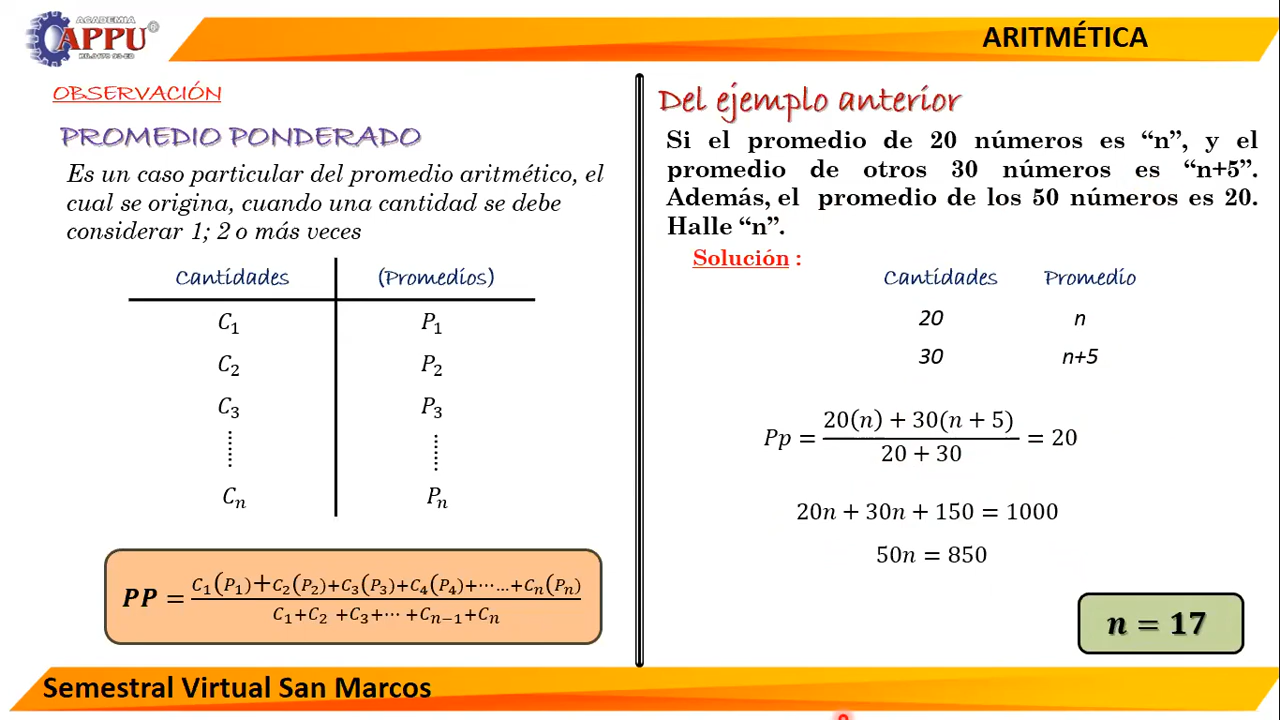 ACADEMIA
CAPPU®
ARITMÉTICA
OBSERVACIÓN
PROMEDIO PONDERADO
Es un caso particular del promedio aritmético, el
cual se origina, cuando una cantidad se debe
considerar 1; 2 o más veces
Cantidades (Promedios)
C₁ P₁
C₂ P₂
C₃ P₃
⋮ ⋮
Cₙ Pₙ
PP = (C₁(P₁)+C₂(P₂)+C₃(P₃)+C₄(P₄)+⋯…+Cₙ(Pₙ))/(C₁+C₂ +C₃+⋯ +Cₙ₋₁+Cₙ)
Del ejemplo anterior
Si el promedio de 20 números es “n”, y el
promedio de otros 30 números es “n+5”.
Además, el promedio de los 50 números es 20.
Halle “n”.
Solución :
Cantidades Promedio
20 n
30 n+5
Pp = (20(n) + 30(n + 5))/(20 + 30) = 20
20n + 30n + 150 = 1000
50n = 850
n = 17
Semestral Virtual San Marcos